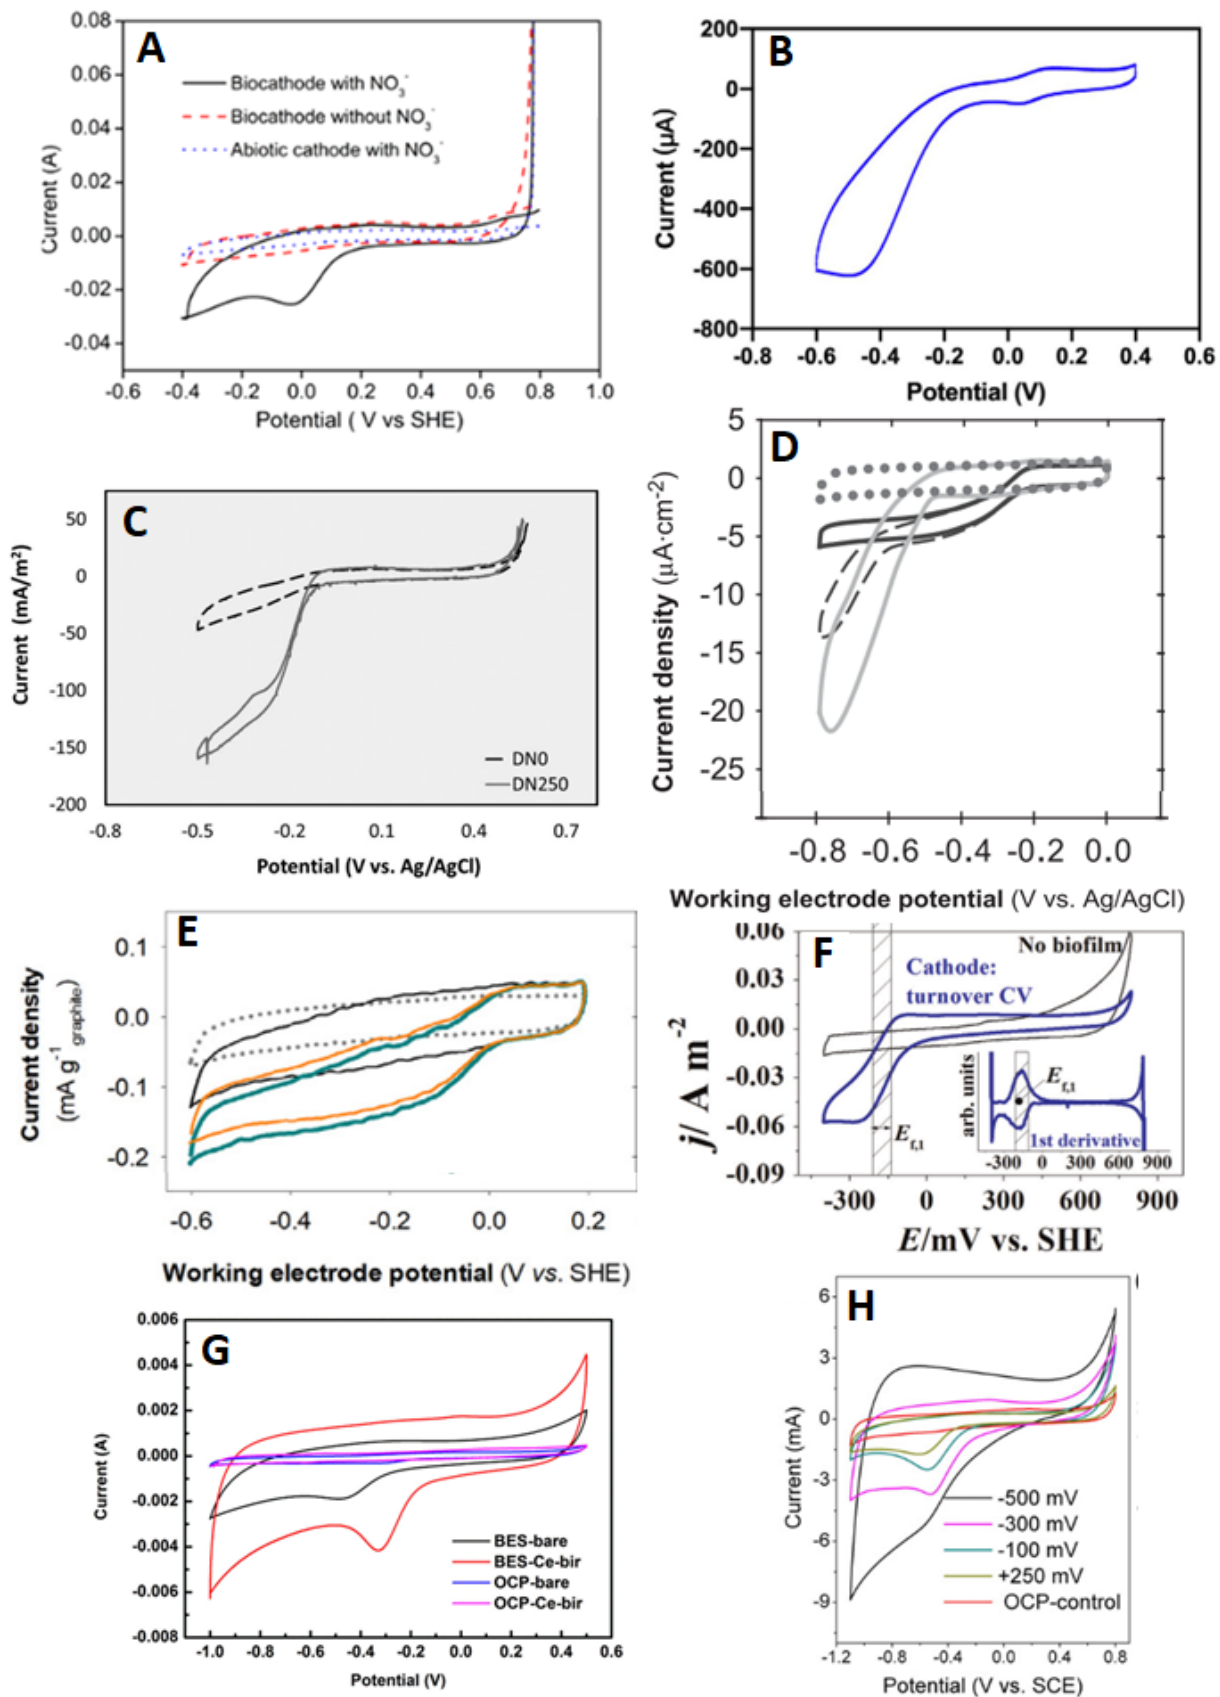 A
0.08
0.06
0.04
0.02
0.00
-0.02
-0.04
Current (A)
Biocathode with NO3-
Biocathode without NO3-
Abiotic cathode with NO3-
-0.6 -0.4 -0.2 0.0 0.2 0.4 0.6 0.8 1.0
Potential ( V vs SHE)
B
200
0
-200
-400
-600
-800
Current (µA)
-0.8 -0.6 -0.4 -0.2 0.0 0.2 0.4 0.6
Potential (V)
C
50
0
-50
-100
-150
-200
Current (mA/m²)
DN0
DN250
-0.8 -0.5 -0.2 0.1 0.4 0.7
Potential (V vs. Ag/AgCl)
D
5
0
-5
-10
-15
-20
-25
Current density (µA·cm⁻²)
-0.8 -0.6 -0.4 -0.2 0.0
Working electrode potential (V vs. Ag/AgCl)
E
0.1
0.0
-0.1
-0.2
Current density
(mA g⁻¹ graphite)
-0.6 -0.4 -0.2 0.0 0.2
Working electrode potential (V vs. SHE)
F
0.06
0.03
0.00
-0.03
-0.06
-0.09
j/ A m⁻²
No biofilm
Cathode:
turnover CV
Ef,1
arb. units
Ef,1
1st derivative
-300 0 300 600 900
-300 0 300 600 900
E/mV vs. SHE
G
0.006
0.004
0.002
0.000
-0.002
-0.004
-0.006
-0.008
Current (A)
BES-bare
BES-Ce-bir
OCP-bare
OCP-Ce-bir
-1.0 -0.8 -0.6 -0.4 -0.2 0.0 0.2 0.4 0.6
Potential (V)
H
6
3
0
-3
-6
-9
Current (mA)
-500 mV
-300 mV
-100 mV
+250 mV
OCP-control
-1.2 -0.8 -0.4 0.0 0.4 0.8
Potential (V vs. SCE)